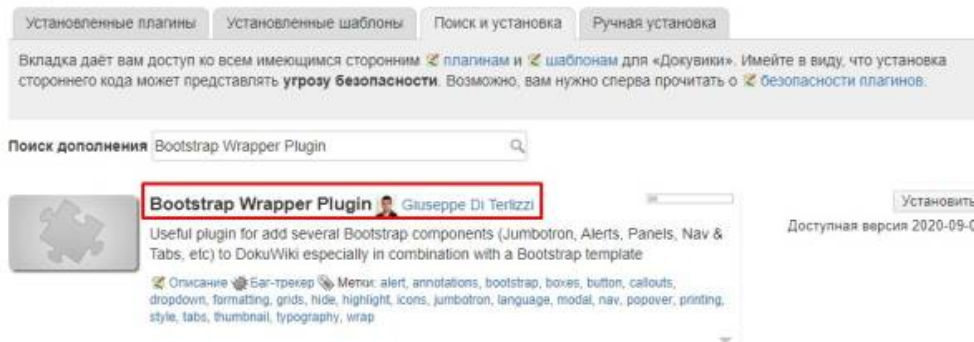 Установленные плагины Установленные шаблоны Поиск и установка Ручная установка
Вкладка даёт вам доступ ко всем имеющимся сторонним плагинам и шаблонам для «Докувики». Имейте в виду, что установка
стороннего кода может представлять угрозу безопасности. Возможно, вам нужно сперва прочитать о безопасности плагинов.
Поиск дополнения Bootstrap Wrapper Plugin
Bootstrap Wrapper Plugin Giuseppe Di Terlizzi
Установить
Useful plugin for add several Bootstrap components (Jumbotron, Alerts, Panels, Nav &
Доступная версия 2020-09-0
Tabs, etc) to DokuWiki especially in combination with a Bootstrap template
Описание Баг-трекер Метки: alert, annotations, bootstrap, boxes, button, callouts,
dropdown, formatting, grids, hide, highlight, icons, jumbotron, language, modal, nav, popover, printing,
style, tabs, thumbnail, typography, wrap